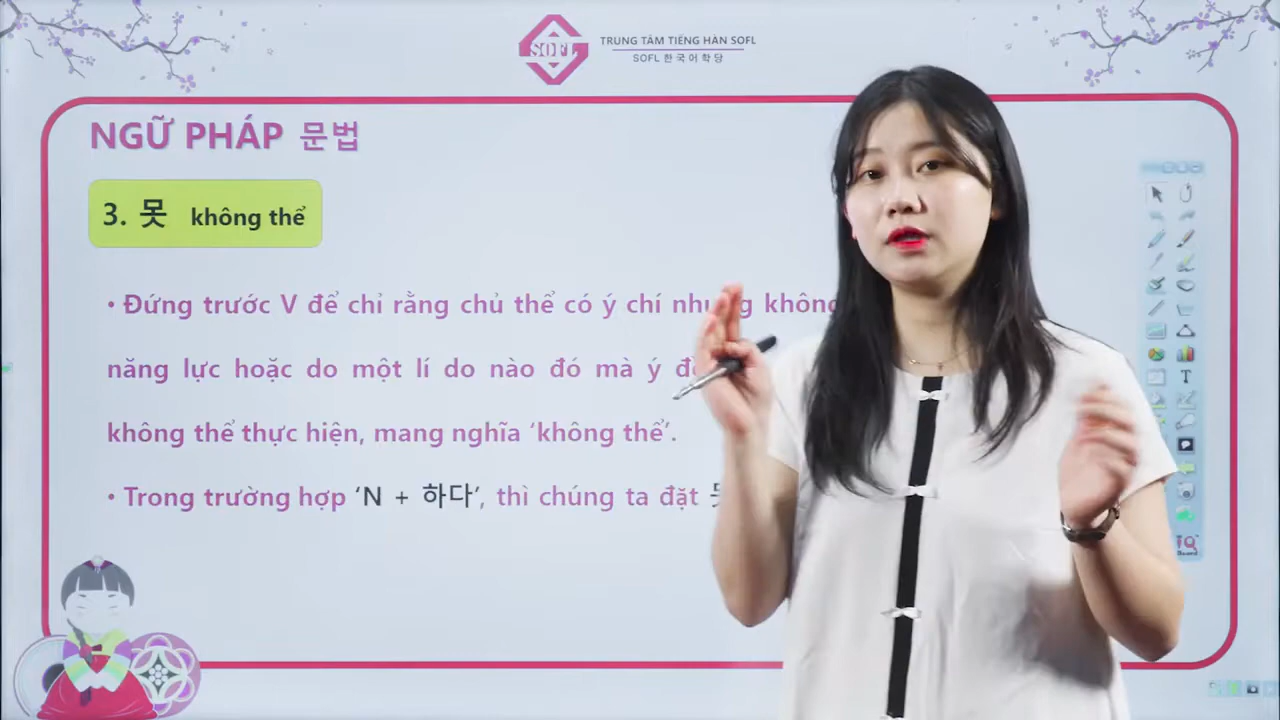 SOFL
TRUNG TÂM TIẾNG HÀN SOFL
SOFL 한국어학당
NGỮ PHÁP 문법
3. 못 không thể
• Đứng trước V để chỉ rằng chủ thể có ý chí nhưng không
năng lực hoặc do một lí do nào đó mà ý
không thể thực hiện, mang nghĩa ‘không thể’.
• Trong trường hợp ‘N + 하다’, thì chúng ta đặt